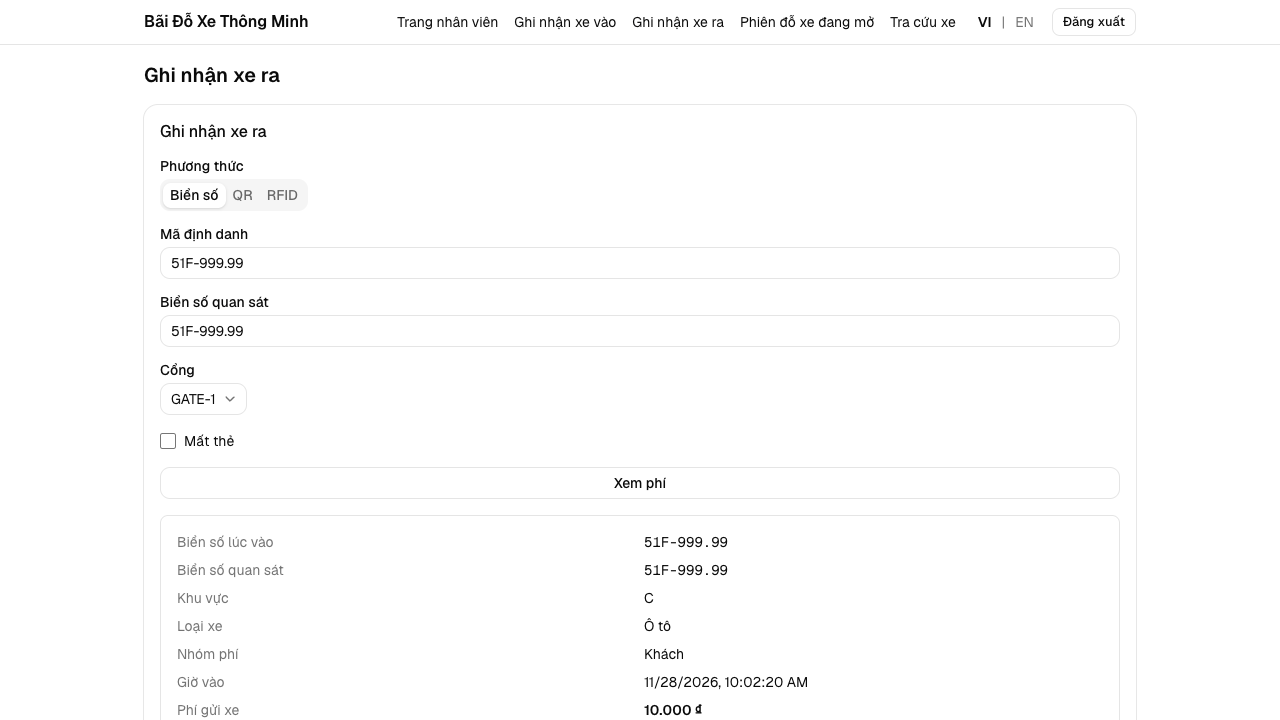 Bãi Đỗ Xe Thông Minh
Trang nhân viên
Ghi nhận xe vào
Ghi nhận xe ra
Phiên đỗ xe đang mở
Tra cứu xe
VI | EN
Đăng xuất
Ghi nhận xe ra
Ghi nhận xe ra
Phương thức
Biển số QR RFID
Mã định danh
51F-999.99
Biển số quan sát
51F-999.99
Cổng
GATE-1
Mất thẻ
Xem phí
Biển số lúc vào 51F-999.99
Biển số quan sát 51F-999.99
Khu vực C
Loại xe Ô tô
Nhóm phí Khách
Giờ vào 11/28/2026, 10:02:20 AM
Phí gửi xe 10.000 ₫